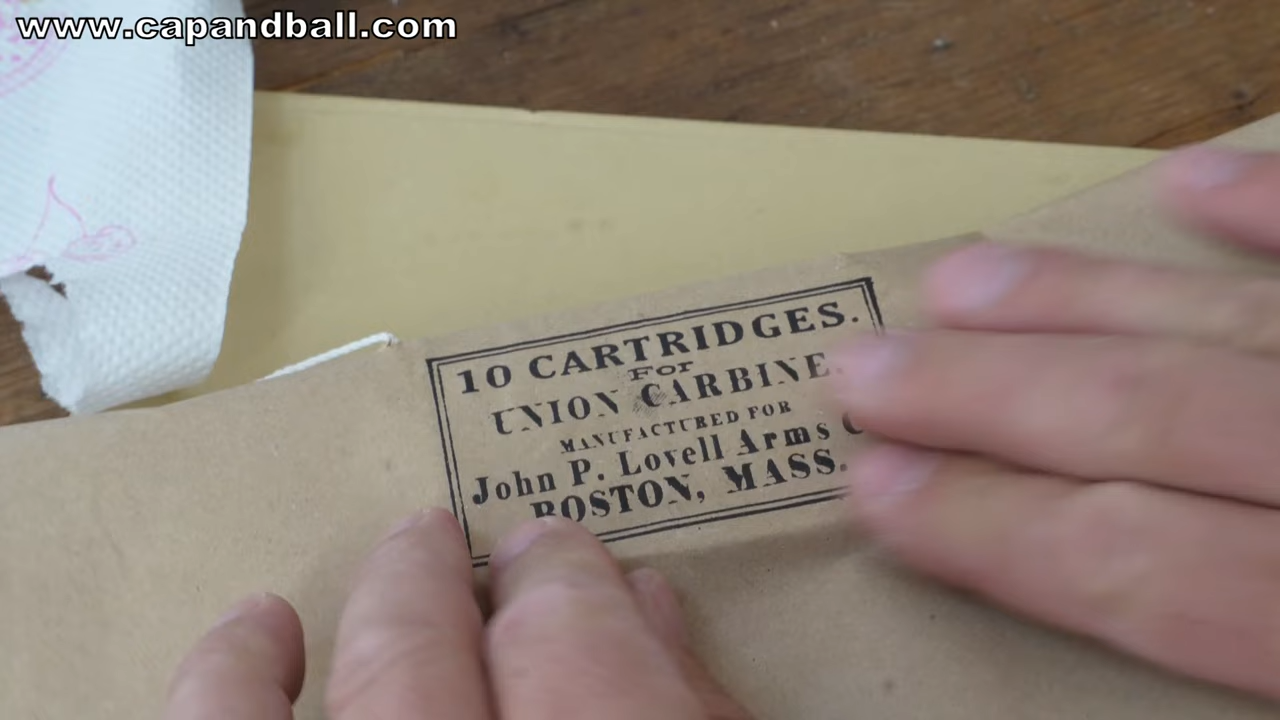 www.capandball.com
10 CARTRIDGES.
For
UNION CARBINE.
MANUFACTURED FOR
John P. Lovell Arms
BOSTON, MASS.